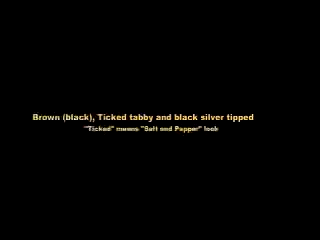 Brown (black), Ticked tabby and black silver tipped
"Ticked" means "Salt and Pepper" look